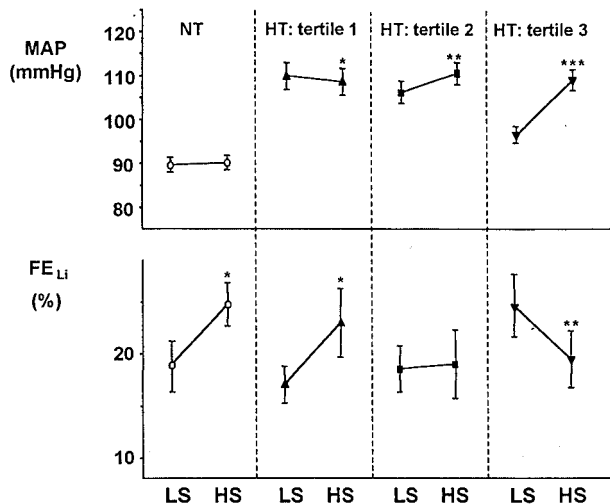 NT HT: tertile 1 HT: tertile 2 HT: tertile 3
MAP
(mmHg)
125
110
100
90
80
* ** ***
FE Li
(%)
20
10
* * **
LS HS LS HS LS HS LS HS